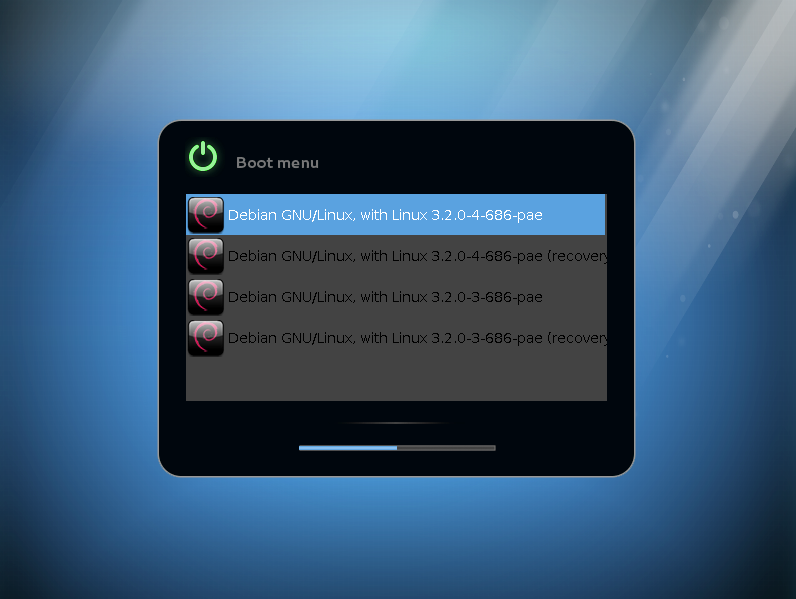 Boot menu
Debian GNU/Linux, with Linux 3.2.0-4-686-pae
Debian GNU/Linux, with Linux 3.2.0-4-686-pae (recovery
Debian GNU/Linux, with Linux 3.2.0-3-686-pae
Debian GNU/Linux, with Linux 3.2.0-3-686-pae (recovery